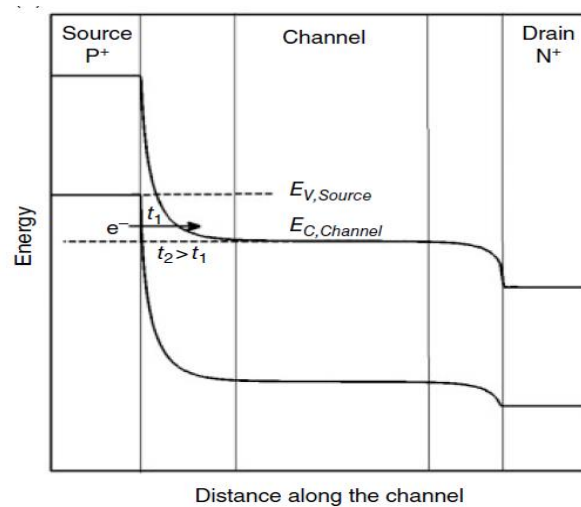 Source
P+
Channel
Drain
N+
E_V,Source
e− t1
E_C,Channel
t2 > t1
Energy
Distance along the channel